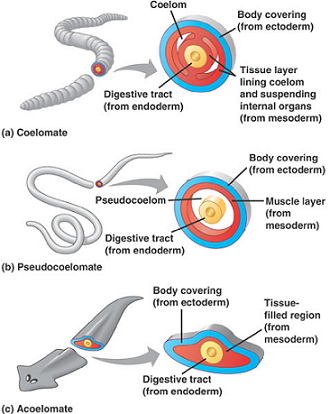 Coelom
Body covering
(from ectoderm)
Digestive tract
(from endoderm)
Tissue layer
lining coelom
and suspending
internal organs
(from mesoderm)
(a) Coelomate
Body covering
(from ectoderm)
Pseudocoelom
Muscle layer
(from
mesoderm)
Digestive tract
(from endoderm)
(b) Pseudocoelomate
Body covering
(from ectoderm)
Tissue-
filled region
(from
mesoderm)
Digestive tract
(from endoderm)
(c) Acoelomate